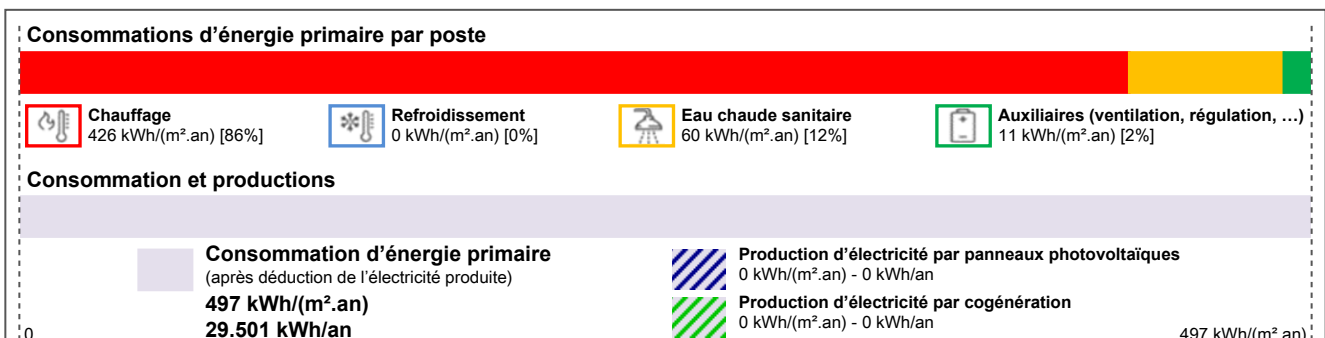 Consommations d’énergie primaire par poste
Chauffage
426 kWh/(m².an) [86%]
Refroidissement
0 kWh/(m².an) [0%]
Eau chaude sanitaire
60 kWh/(m².an) [12%]
Auxiliaires (ventilation, régulation, …)
11 kWh/(m².an) [2%]
Consommation et productions
Consommation d’énergie primaire
(après déduction de l’électricité produite)
497 kWh/(m².an)
29.501 kWh/an
Production d’électricité par panneaux photovoltaïques
0 kWh/(m².an) - 0 kWh/an
Production d’électricité par cogénération
0 kWh/(m².an) - 0 kWh/an
0
497 kWh/(m².an)